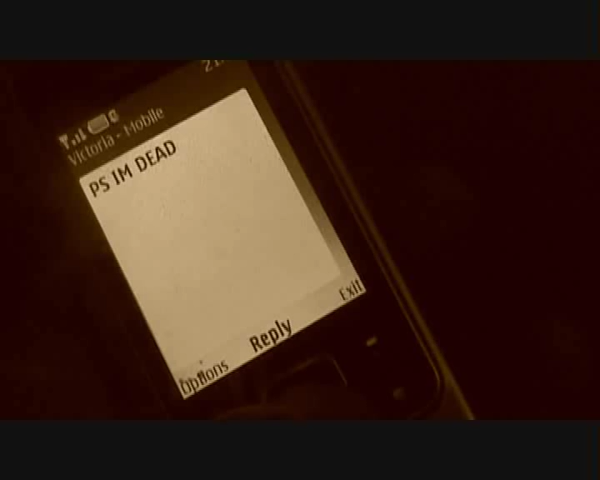 Victoria - Mobile
PS IM DEAD
Reply
Options
Exit